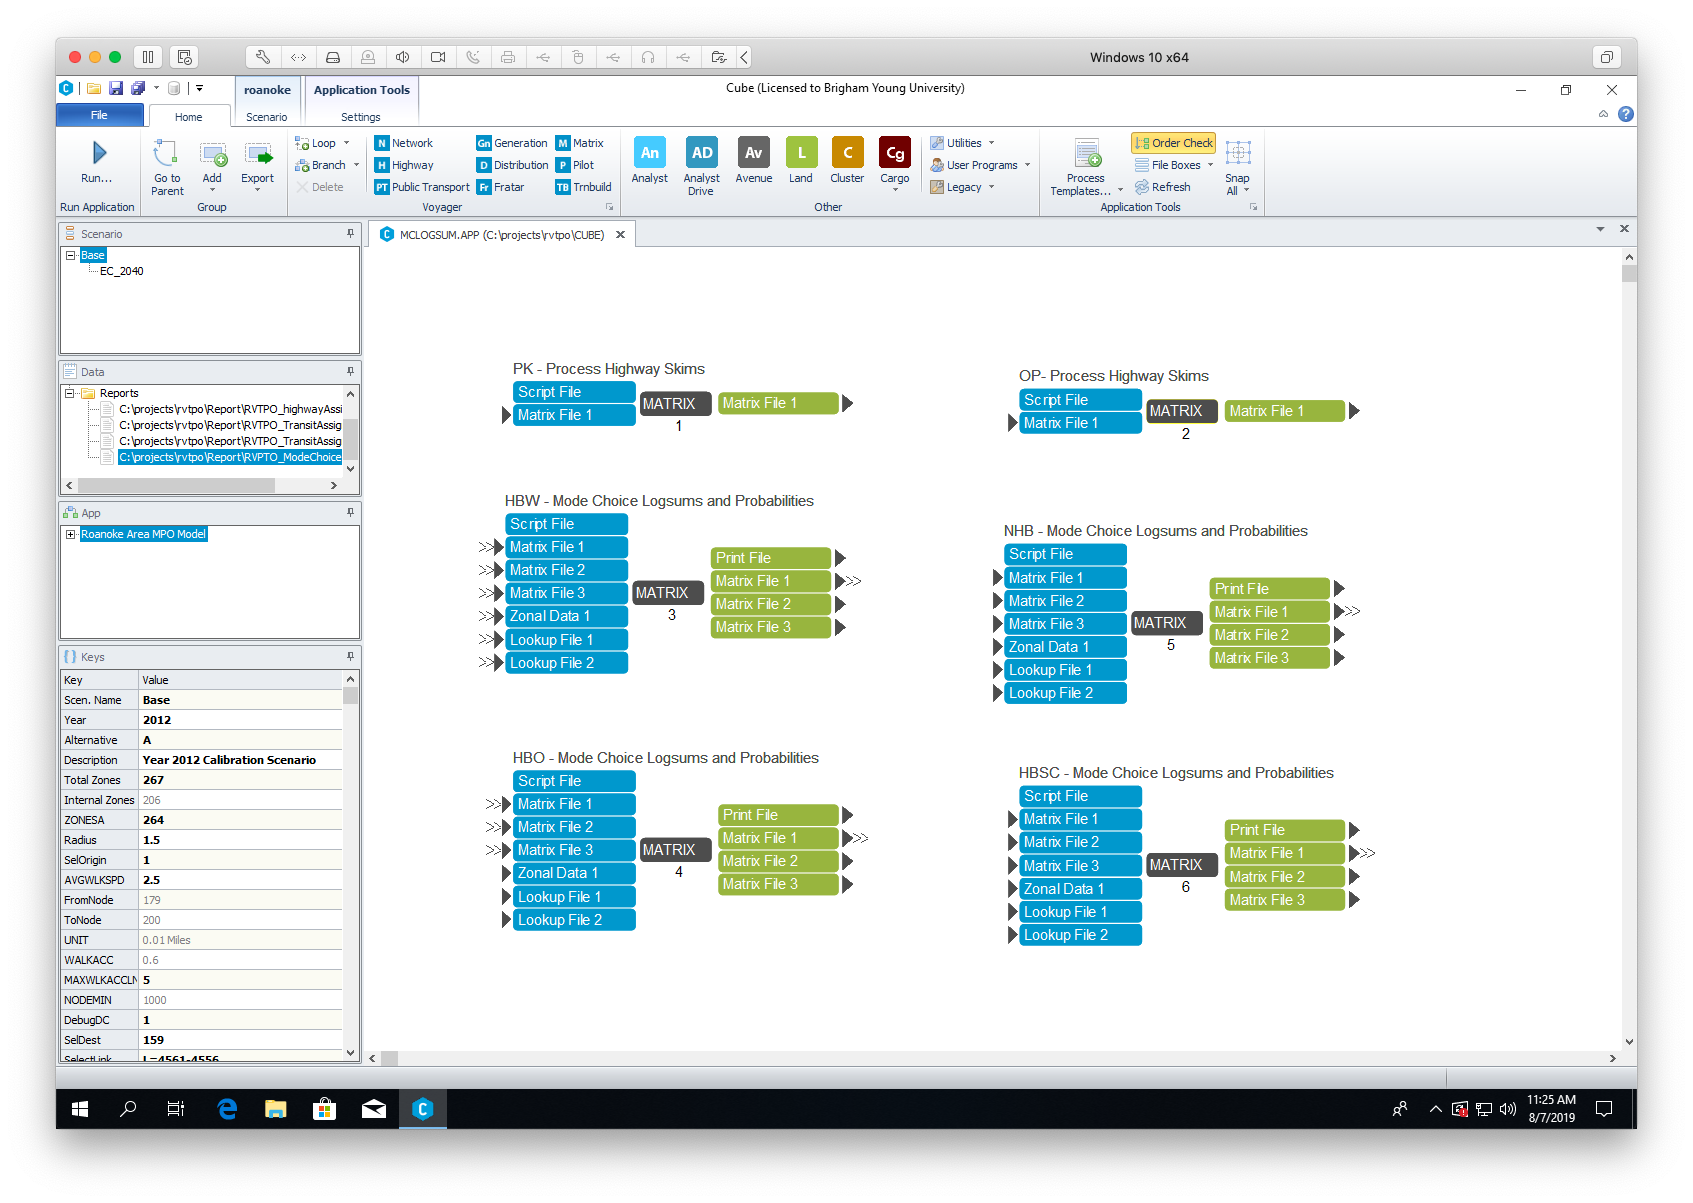 Windows 10 x64
roanoke
Application Tools
Cube (Licensed to Brigham Young University)
File
Home
Scenario
Settings
Run...
Go to Parent
Add
Export
Loop
Branch
Delete
N Network
H Highway
PT Public Transport
Gn Generation
D Distribution
Fr Fratar
M Matrix
P Pilot
TB Trnbuild
An
Analyst
AD
Analyst Drive
Av
Avenue
L
Land
C
Cluster
Cg
Cargo
Utilities
User Programs
Legacy
Process Templates...
Order Check
File Boxes
Refresh
Snap All
Run Application
Group
Voyager
Other
Application Tools
Scenario
Base
EC_2040
Data
Reports
C:\projects\rvtpo\Report\RVTPO_highwayAssi
C:\projects\rvtpo\Report\RVTPO_TransitAssig
C:\projects\rvtpo\Report\RVTPO_TransitAssig
C:\projects\rvtpo\Report\RVPTO_ModeChoice
App
Roanoke Area MPO Model
Keys
Key Value
Scen. Name Base
Year 2012
Alternative A
Description Year 2012 Calibration Scenario
Total Zones 267
Internal Zones 206
ZONESA 264
Radius 1.5
SelOrigin 1
AVGWLKSPD 2.5
FromNode 179
ToNode 200
UNIT 0.01 Miles
WALKACC 0.6
MAXWLKACCLN 5
NODEMIN 1000
DebugDC 1
SelDest 159
SelectLink L=4561-4556
MCLOGSUM.APP (C:\projects\rvtpo\CUBE)
PK - Process Highway Skims
Script File
Matrix File 1
MATRIX
1
Matrix File 1
OP- Process Highway Skims
Script File
Matrix File 1
MATRIX
2
Matrix File 1
HBW - Mode Choice Logsums and Probabilities
Script File
Matrix File 1
Matrix File 2
Matrix File 3
Zonal Data 1
Lookup File 1
Lookup File 2
MATRIX
3
Print File
Matrix File 1
Matrix File 2
Matrix File 3
NHB - Mode Choice Logsums and Probabilities
Script File
Matrix File 1
Matrix File 2
Matrix File 3
Zonal Data 1
Lookup File 1
Lookup File 2
MATRIX
5
Print File
Matrix File 1
Matrix File 2
Matrix File 3
HBO - Mode Choice Logsums and Probabilities
Script File
Matrix File 1
Matrix File 2
Matrix File 3
Zonal Data 1
Lookup File 1
Lookup File 2
MATRIX
4
Print File
Matrix File 1
Matrix File 2
Matrix File 3
HBSC - Mode Choice Logsums and Probabilities
Script File
Matrix File 1
Matrix File 2
Matrix File 3
Zonal Data 1
Lookup File 1
Lookup File 2
MATRIX
6
Print File
Matrix File 1
Matrix File 2
Matrix File 3
11:25 AM
8/7/2019